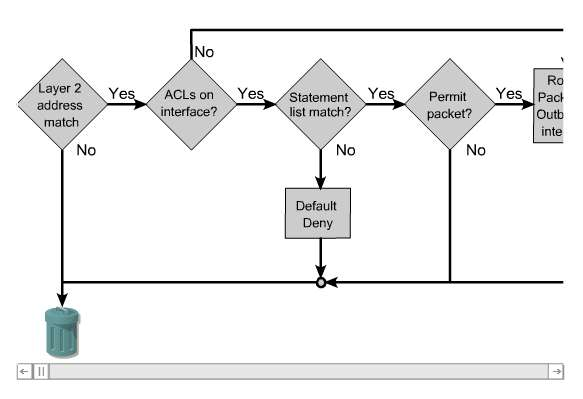 No
Layer 2
address
match
Yes
ACLs on
interface?
Yes
Statement
list match?
Yes
Permit
packet?
Yes
No
No
No
Default
Deny